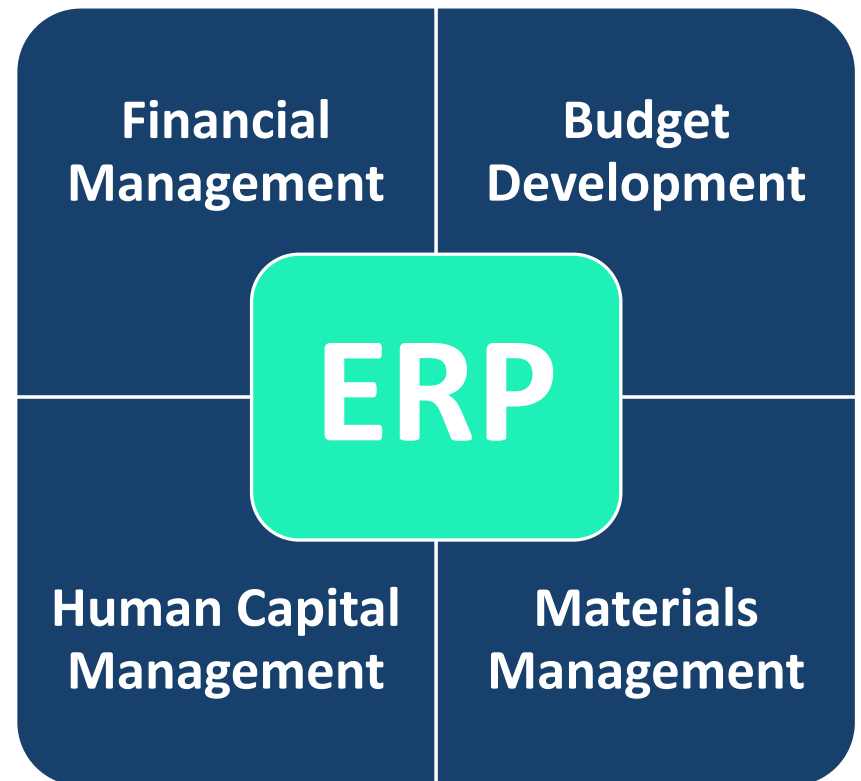 Financial
Management
Budget
Development
ERP
Human Capital
Management
Materials
Management